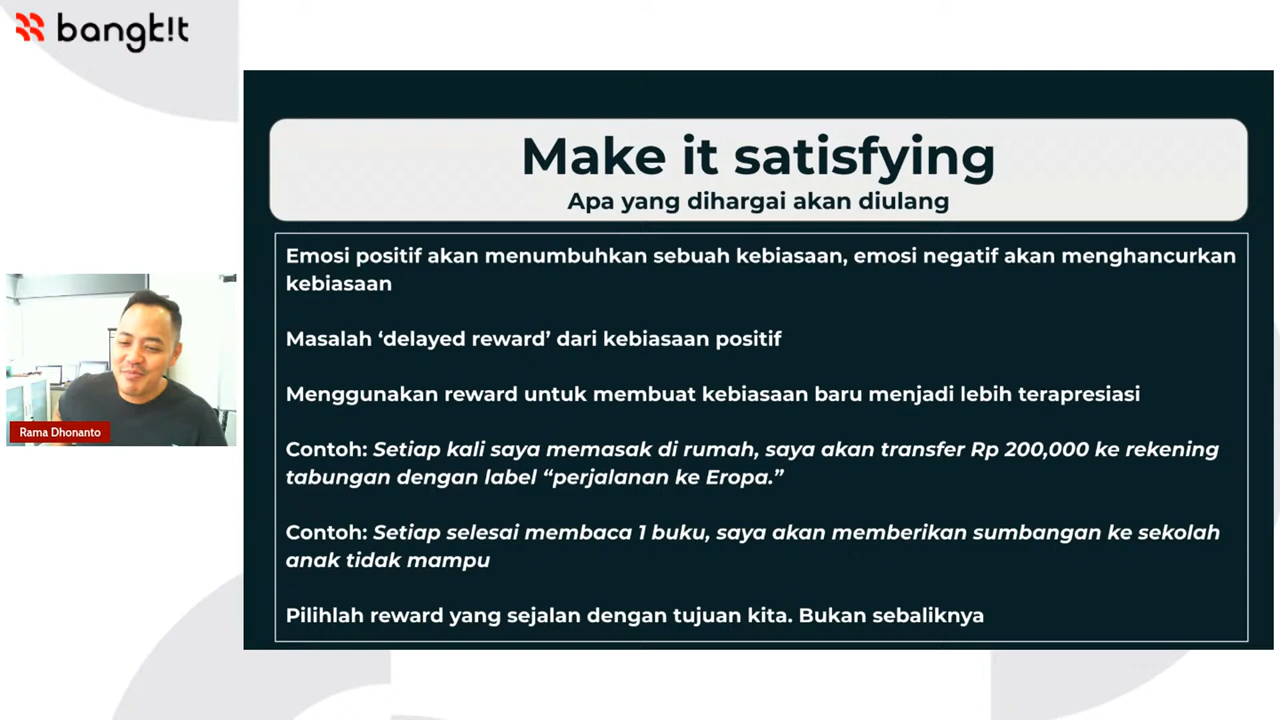 bangk!t
Make it satisfying
Apa yang dihargai akan diulang
Emosi positif akan menumbuhkan sebuah kebiasaan, emosi negatif akan menghancurkan
kebiasaan
Masalah ‘delayed reward’ dari kebiasaan positif
Menggunakan reward untuk membuat kebiasaan baru menjadi lebih terapresiasi
Contoh: Setiap kali saya memasak di rumah, saya akan transfer Rp 200,000 ke rekening
tabungan dengan label “perjalanan ke Eropa.”
Contoh: Setiap selesai membaca 1 buku, saya akan memberikan sumbangan ke sekolah
anak tidak mampu
Pilihlah reward yang sejalan dengan tujuan kita. Bukan sebaliknya
Rama Dhonanto